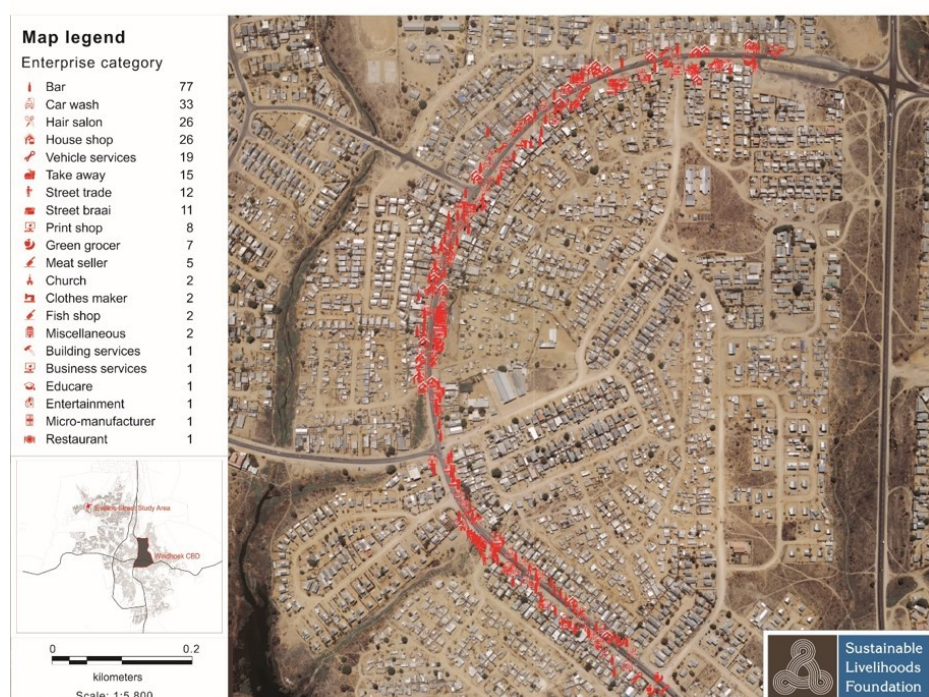 Map legend
Enterprise category
Bar 77
Car wash 33
Hair salon 26
House shop 26
Vehicle services 19
Take away 15
Street trade 12
Street braai 11
Print shop 8
Green grocer 7
Meat seller 5
Church 2
Clothes maker 2
Fish shop 2
Miscellaneous 2
Building services 1
Business services 1
Educare 1
Entertainment 1
Micro-manufacturer 1
Restaurant 1
Study Area
CBD
0 0.2
kilometers
Scale: 1:5 800
Sustainable
Livelihoods
Foundation